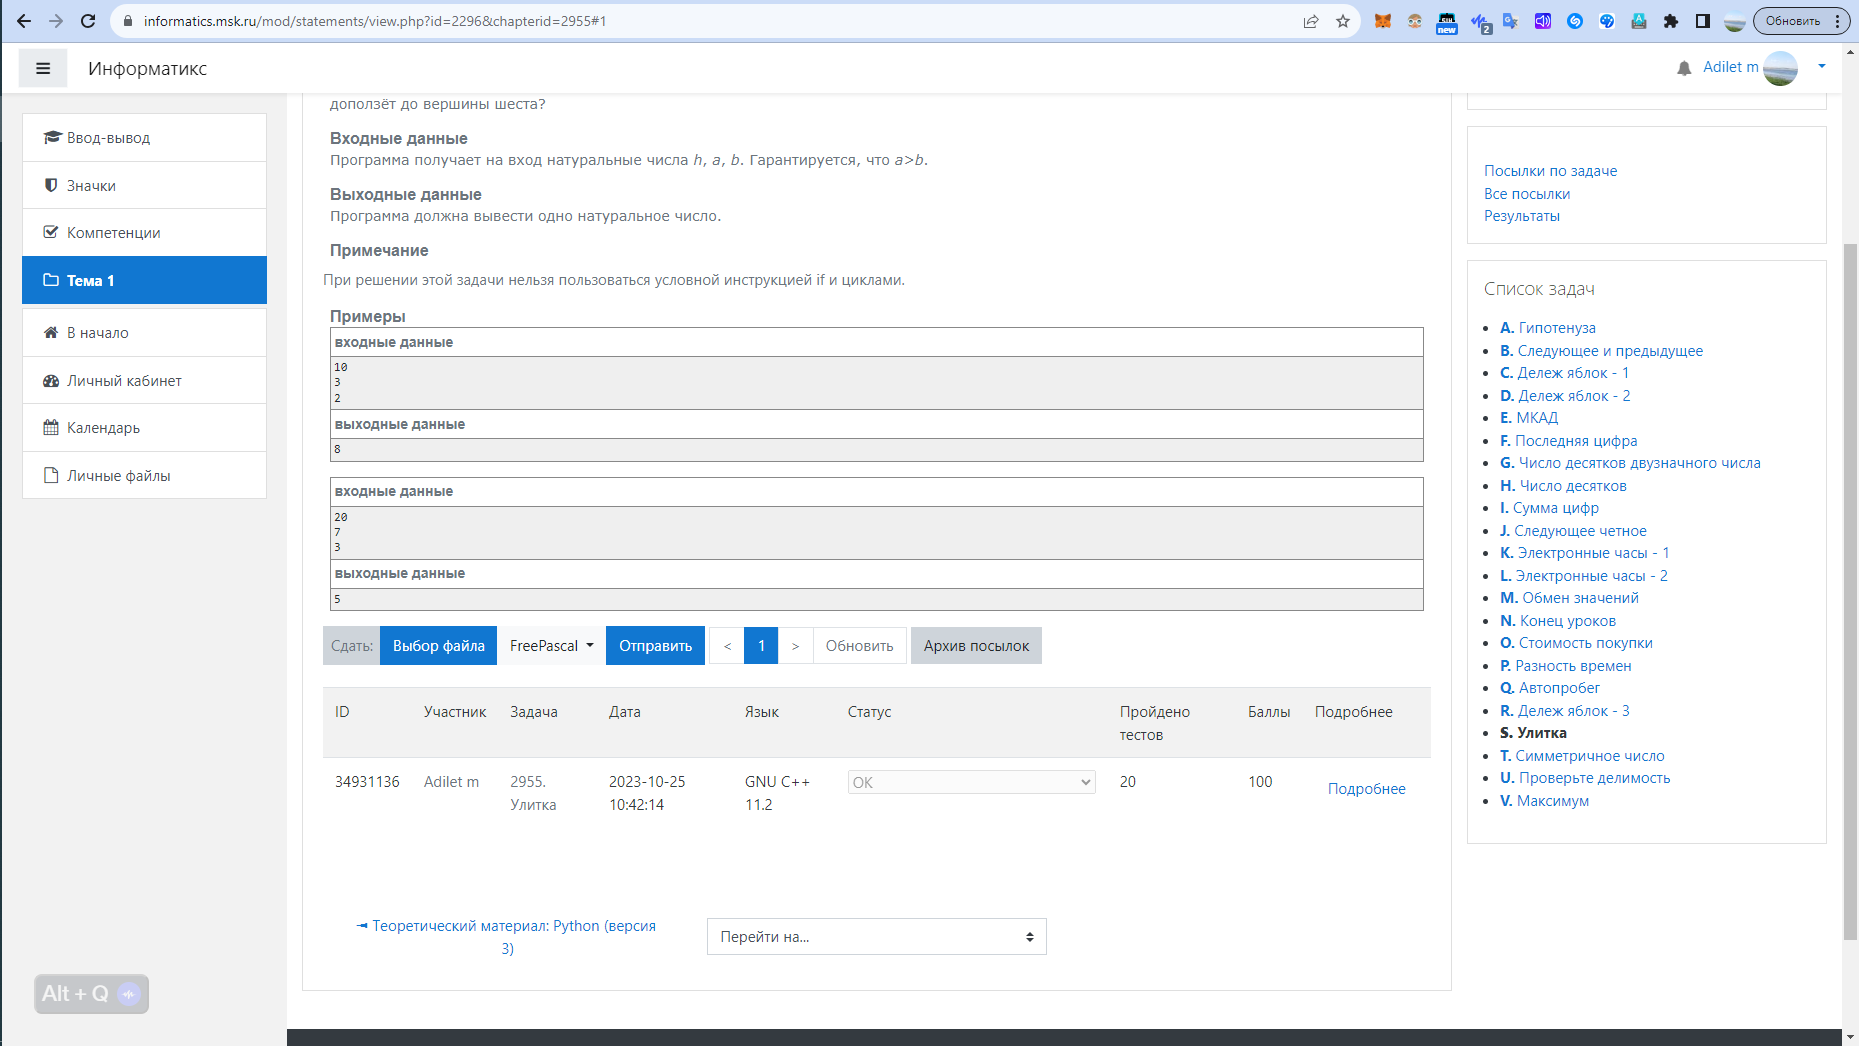 informatics.msk.ru/mod/statements/view.php?id=2296&chapterid=2955#1
new
2
Обновить
Информатикс
Adilet m
Ввод-вывод
Значки
Компетенции
Тема 1
В начало
Личный кабинет
Календарь
Личные файлы
доползёт до вершины шеста?
Входные данные
Программа получает на вход натуральные числа h, a, b. Гарантируется, что a>b.
Выходные данные
Программа должна вывести одно натуральное число.
Примечание
При решении этой задачи нельзя пользоваться условной инструкцией if и циклами.
Примеры
входные данные
10
3
2
выходные данные
8
входные данные
20
7
3
выходные данные
5
Сдать: Выбор файла FreePascal Отправить < 1 > Обновить Архив посылок
ID Участник Задача Дата Язык Статус Пройдено тестов Баллы Подробнее
34931136 Adilet m 2955. Улитка 2023-10-25 10:42:14 GNU C++ 11.2 OK 20 100 Подробнее
◄ Теоретический материал: Python (версия
3)
Перейти на...
Посылки по задаче
Все посылки
Результаты
Список задач
A. Гипотенуза
B. Следующее и предыдущее
C. Дележ яблок - 1
D. Дележ яблок - 2
E. МКАД
F. Последняя цифра
G. Число десятков двузначного числа
H. Число десятков
I. Сумма цифр
J. Следующее четное
K. Электронные часы - 1
L. Электронные часы - 2
M. Обмен значений
N. Конец уроков
O. Стоимость покупки
P. Разность времен
Q. Автопробег
R. Дележ яблок - 3
S. Улитка
T. Симметричное число
U. Проверьте делимость
V. Максимум
Alt + Q